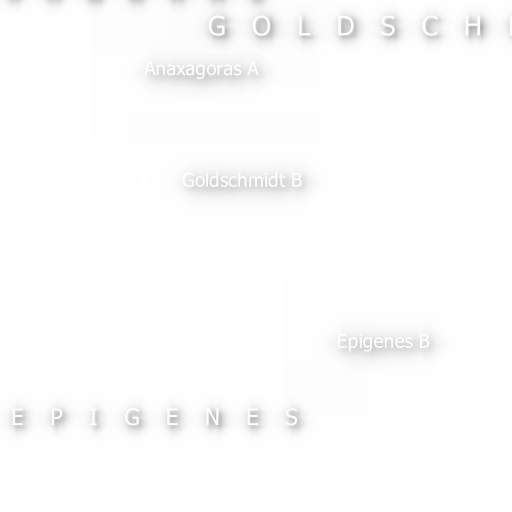 G O L D S C H
Anaxagoras A
Goldschmidt B
Epigenes B
E P I G E N E S